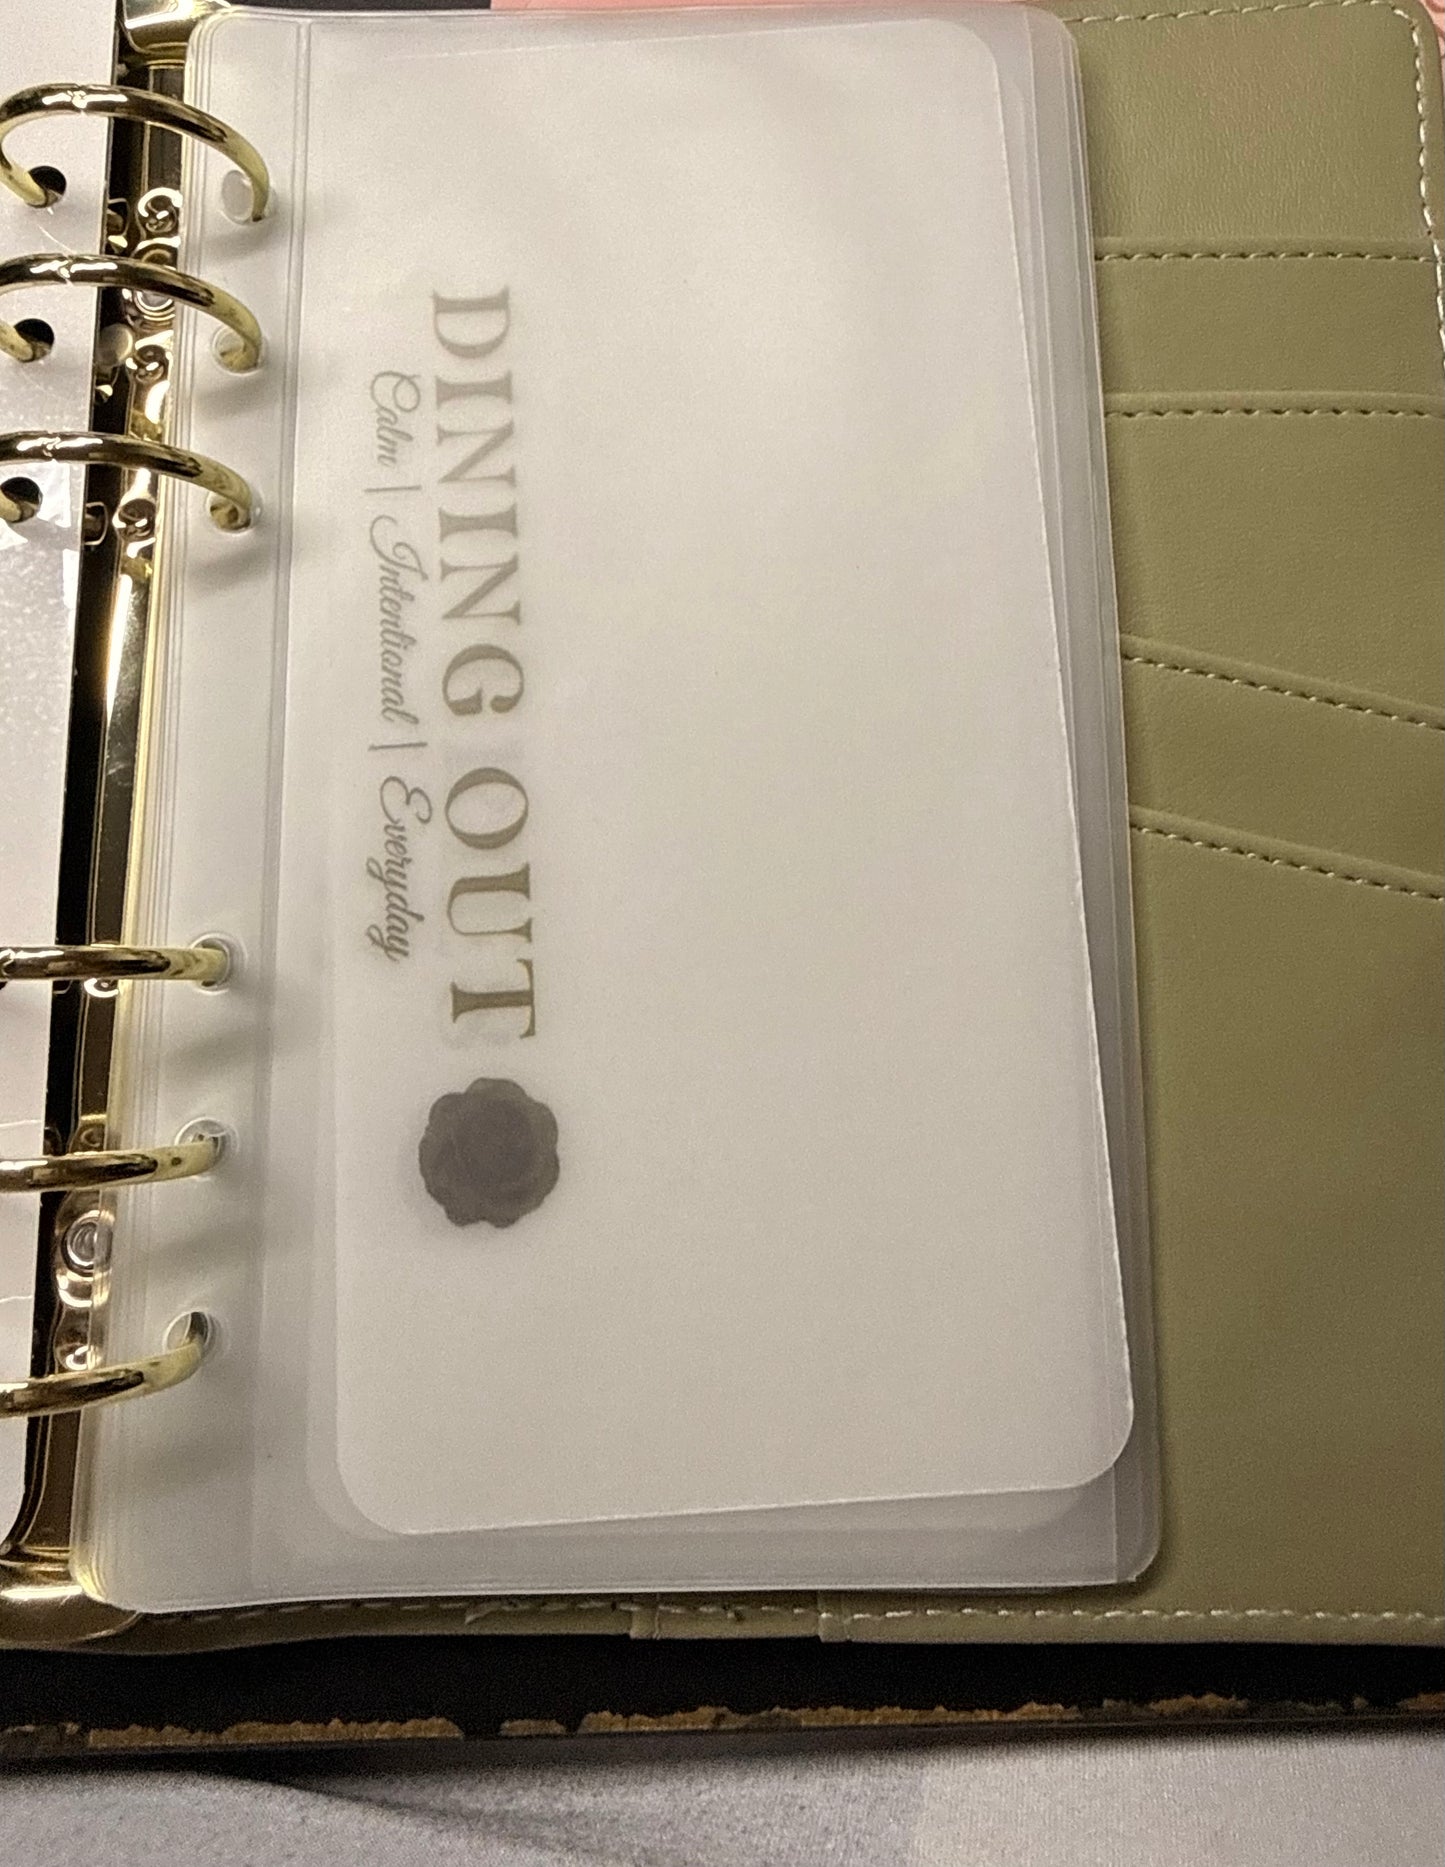 DINING OUT
Calm | Intentional | Everyday